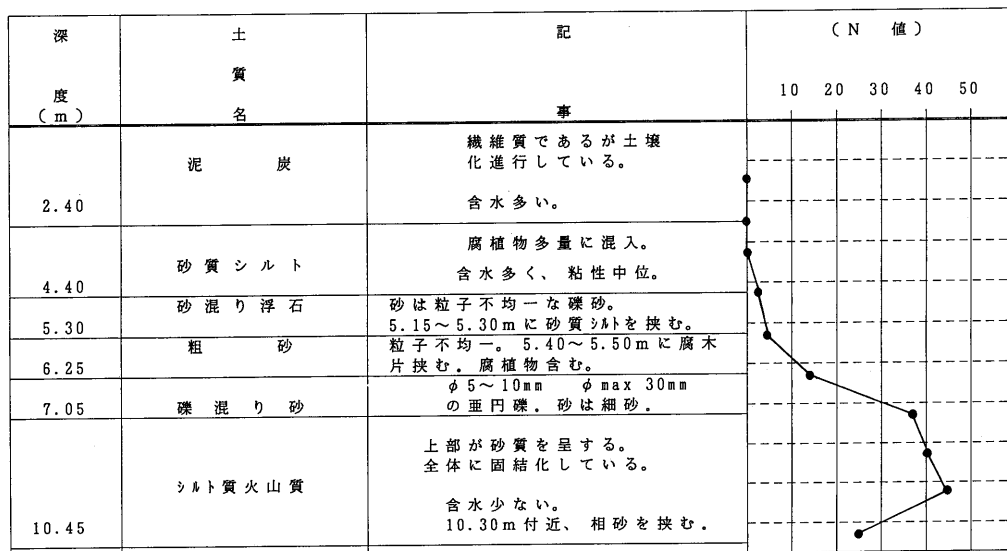 深度(m)
土質名
記事
(N 値)
10 20 30 40 50
2.40
泥炭
繊維質であるが土壌
化進行している。
含水多い。
4.40
砂質シルト
腐植物多量に混入。
含水多く、粘性中位。
5.30
砂混り浮石
砂は粒子不均一な礫砂。
5.15～5.30mに砂質シルトを挟む。
6.25
粗砂
粒子不均一。5.40～5.50mに腐木
片挟む。腐植物含む。
7.05
礫混り砂
φ5～10mm φmax 30mm
の亜円礫。砂は細砂。
10.45
シルト質火山質
上部が砂質を呈する。
全体に固結化している。
含水少ない。
10.30m付近、相砂を挟む。